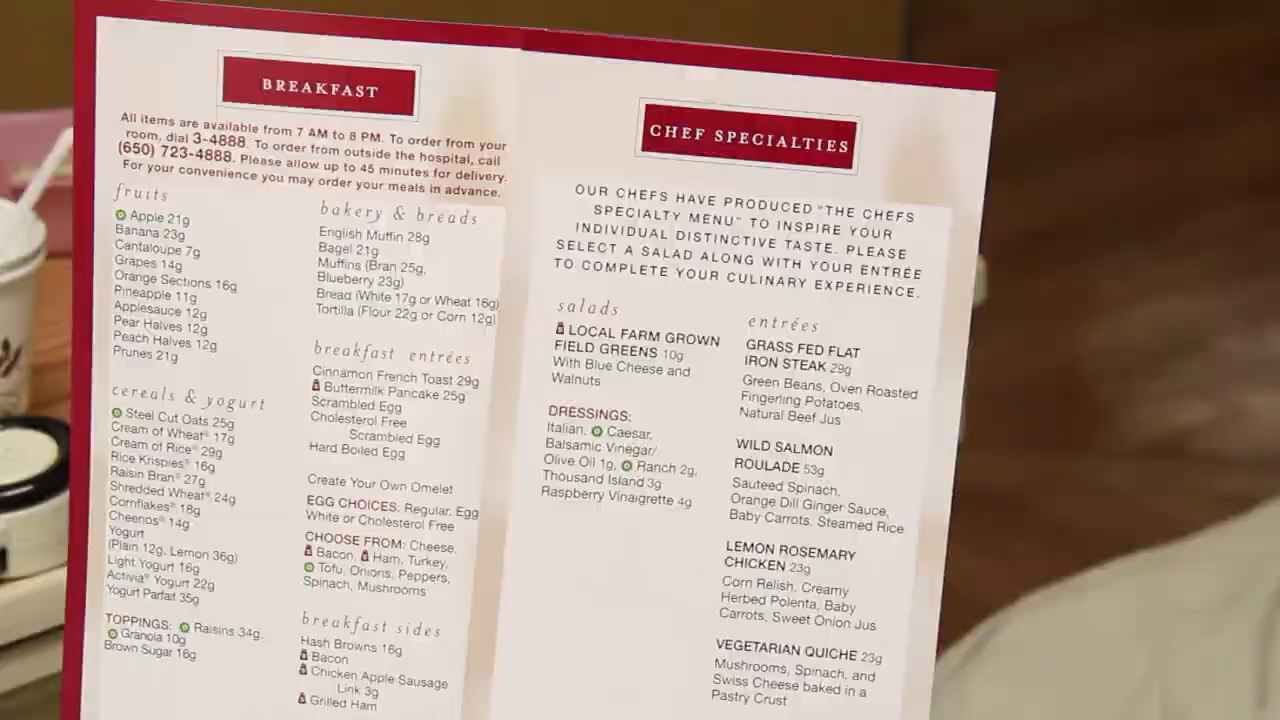 BREAKFAST
All items are available from 7 AM to 8 PM. To order from your
room, dial 3-4888. To order from outside the hospital, call
(650) 723-4888. Please allow up to 45 minutes for delivery.
For your convenience you may order your meals in advance.
fruits
Apple 21g
Banana 23g
Cantaloupe 7g
Grapes 14g
Orange Sections 16g
Pineapple 11g
Applesauce 12g
Pear Halves 12g
Peach Halves 12g
Prunes 21g
cereals & yogurt
Steel Cut Oats 25g
Cream of Wheat® 17g
Cream of Rice® 29g
Rice Krispies® 16g
Raisin Bran® 27g
Shredded Wheat® 24g
Cornflakes® 18g
Cheerios® 14g
Yogurt
(Plain 12g, Lemon 36g)
Light Yogurt 16g
Activia® Yogurt 22g
Yogurt Parfait 35g
TOPPINGS: Raisins 34g,
Granola 10g
Brown Sugar 16g
bakery & breads
English Muffin 28g
Bagel 21g
Muffins (Bran 25g,
Blueberry 23g)
Bread (White 17g or Wheat 16g)
Tortilla (Flour 22g or Corn 12g)
breakfast entrées
Cinnamon French Toast 29g
Buttermilk Pancake 25g
Scrambled Egg
Cholesterol Free
Scrambled Egg
Hard Boiled Egg
Create Your Own Omelet
EGG CHOICES: Regular, Egg
White or Cholesterol Free
CHOOSE FROM: Cheese,
Bacon, Ham, Turkey,
Tofu, Onions, Peppers,
Spinach, Mushrooms
breakfast sides
Hash Browns 16g
Bacon
Chicken Apple Sausage
Link 3g
Grilled Ham
CHEF SPECIALTIES
OUR CHEFS HAVE PRODUCED "THE CHEFS
SPECIALTY MENU" TO INSPIRE YOUR
INDIVIDUAL DISTINCTIVE TASTE. PLEASE
SELECT A SALAD ALONG WITH YOUR ENTRÉE
TO COMPLETE YOUR CULINARY EXPERIENCE.
salads
LOCAL FARM GROWN
FIELD GREENS 10g
With Blue Cheese and
Walnuts
DRESSINGS:
Italian, Caesar,
Balsamic Vinegar/
Olive Oil 1g, Ranch 2g,
Thousand Island 3g
Raspberry Vinaigrette 4g
entrées
GRASS FED FLAT
IRON STEAK 29g
Green Beans, Oven Roasted
Fingerling Potatoes,
Natural Beef Jus
WILD SALMON
ROULADE 53g
Sauteed Spinach,
Orange Dill Ginger Sauce,
Baby Carrots, Steamed Rice
LEMON ROSEMARY
CHICKEN 23g
Corn Relish, Creamy
Herbed Polenta, Baby
Carrots, Sweet Onion Jus
VEGETARIAN QUICHE 23g
Mushrooms, Spinach, and
Swiss Cheese baked in a
Pastry Crust